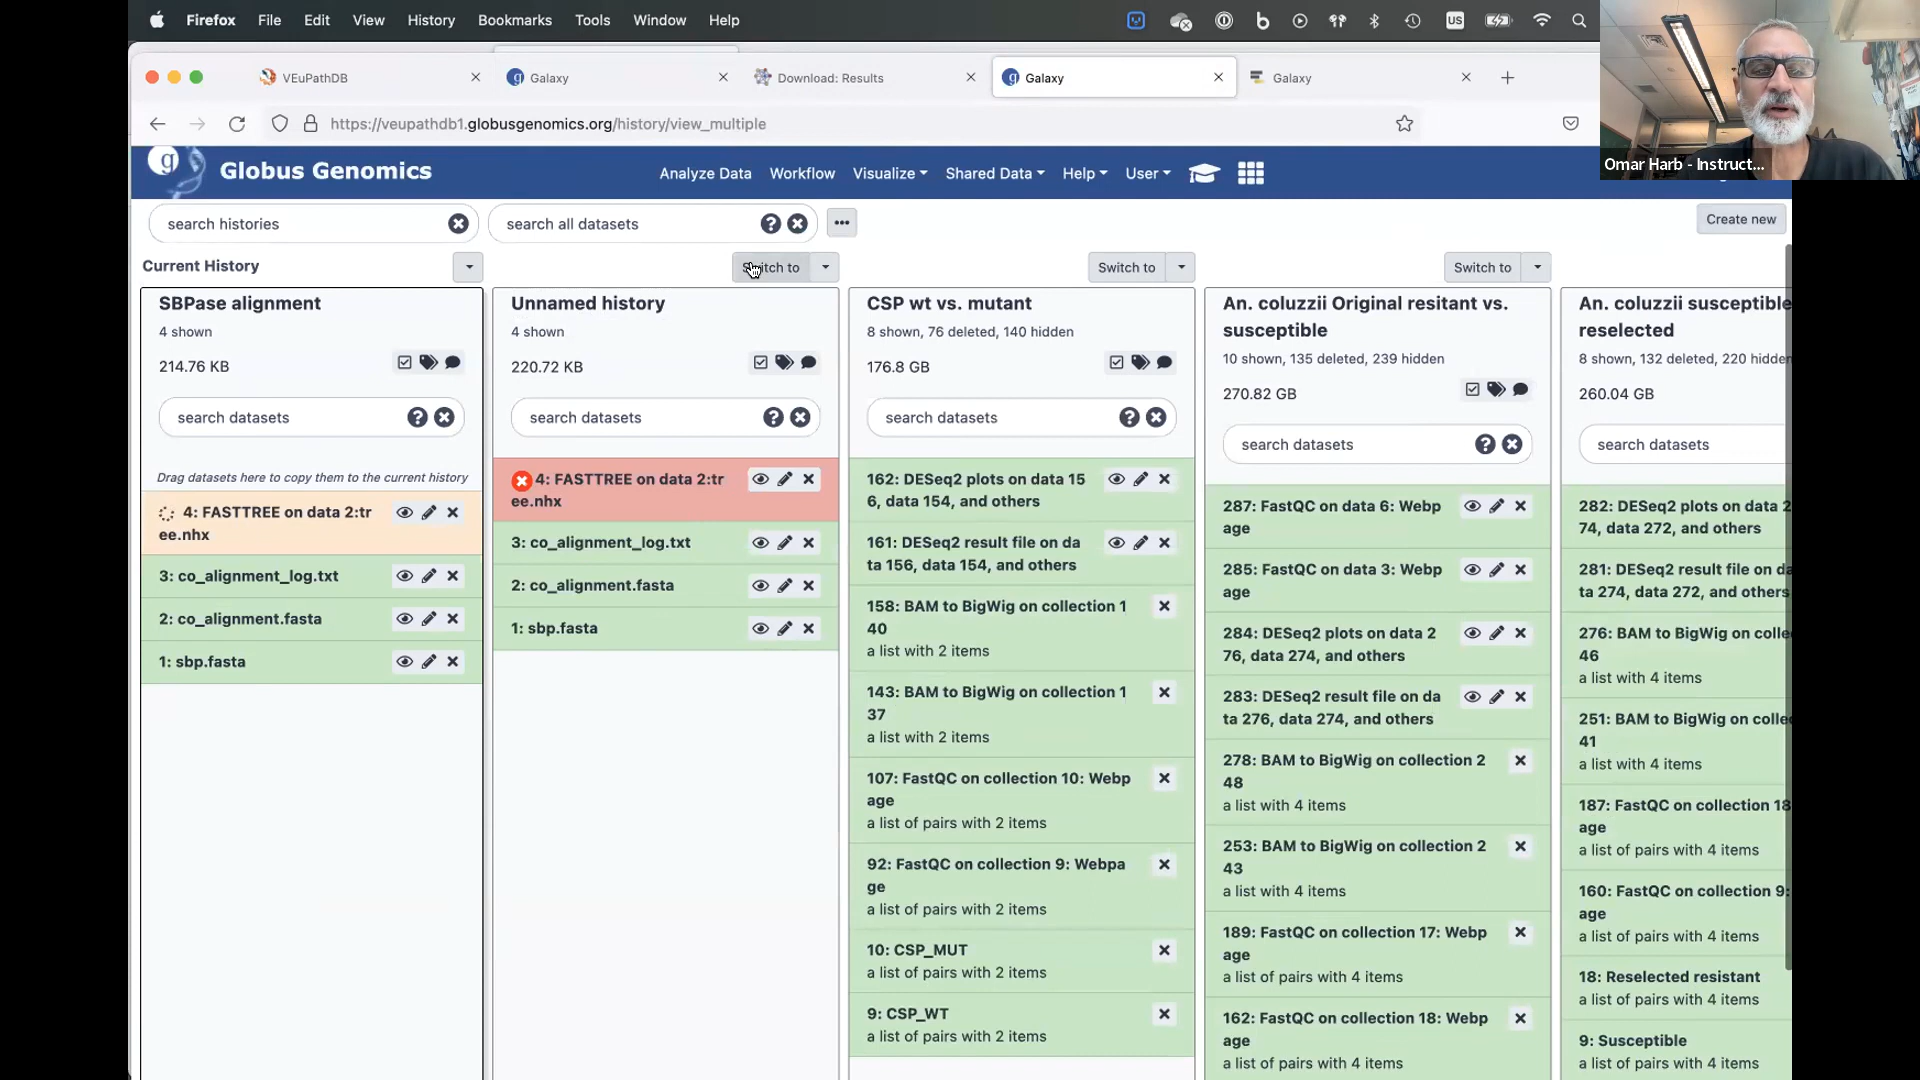 Firefox File Edit View History Bookmarks Tools Window Help
US
VEuPathDB
Galaxy
Download: Results
Galaxy
Galaxy
https://veupathdb1.globusgenomics.org/history/view_multiple
Omar Harb - Instruct...
g Globus Genomics
Analyze Data Workflow Visualize Shared Data Help User
search histories
search all datasets
Create new
Current History
Switch to
Switch to
Switch to
SBPase alignment
4 shown
214.76 KB
search datasets
Drag datasets here to copy them to the current history
4: FASTTREE on data 2:tr
ee.nhx
3: co_alignment_log.txt
2: co_alignment.fasta
1: sbp.fasta
Unnamed history
4 shown
220.72 KB
search datasets
4: FASTTREE on data 2:tr
ee.nhx
3: co_alignment_log.txt
2: co_alignment.fasta
1: sbp.fasta
CSP wt vs. mutant
8 shown, 76 deleted, 140 hidden
176.8 GB
search datasets
162: DESeq2 plots on data 15
6, data 154, and others
161: DESeq2 result file on da
ta 156, data 154, and others
158: BAM to BigWig on collection 1
40
a list with 2 items
143: BAM to BigWig on collection 1
37
a list with 2 items
107: FastQC on collection 10: Webp
age
a list of pairs with 2 items
92: FastQC on collection 9: Webpa
ge
a list of pairs with 2 items
10: CSP_MUT
a list of pairs with 2 items
9: CSP_WT
a list of pairs with 2 items
An. coluzzii Original resitant vs.
susceptible
10 shown, 135 deleted, 239 hidden
270.82 GB
search datasets
287: FastQC on data 6: Webp
age
285: FastQC on data 3: Webp
age
284: DESeq2 plots on data 2
76, data 274, and others
283: DESeq2 result file on da
ta 276, data 274, and others
278: BAM to BigWig on collection 2
48
a list with 4 items
253: BAM to BigWig on collection 2
43
a list with 4 items
189: FastQC on collection 17: Webp
age
a list of pairs with 4 items
162: FastQC on collection 18: Webp
age
a list of pairs with 4 items
An. coluzzii susceptible
reselected
8 shown, 132 deleted, 220 hidden
260.04 GB
search datasets
282: DESeq2 plots on data 2
74, data 272, and others
281: DESeq2 result file on da
ta 274, data 272, and others
276: BAM to BigWig on colle
46
a list with 4 items
251: BAM to BigWig on collec
41
a list with 4 items
187: FastQC on collection 18
age
a list of pairs with 4 items
160: FastQC on collection 9:
age
a list of pairs with 4 items
18: Reselected resistant
a list of pairs with 4 items
9: Susceptible
a list of pairs with 4 items